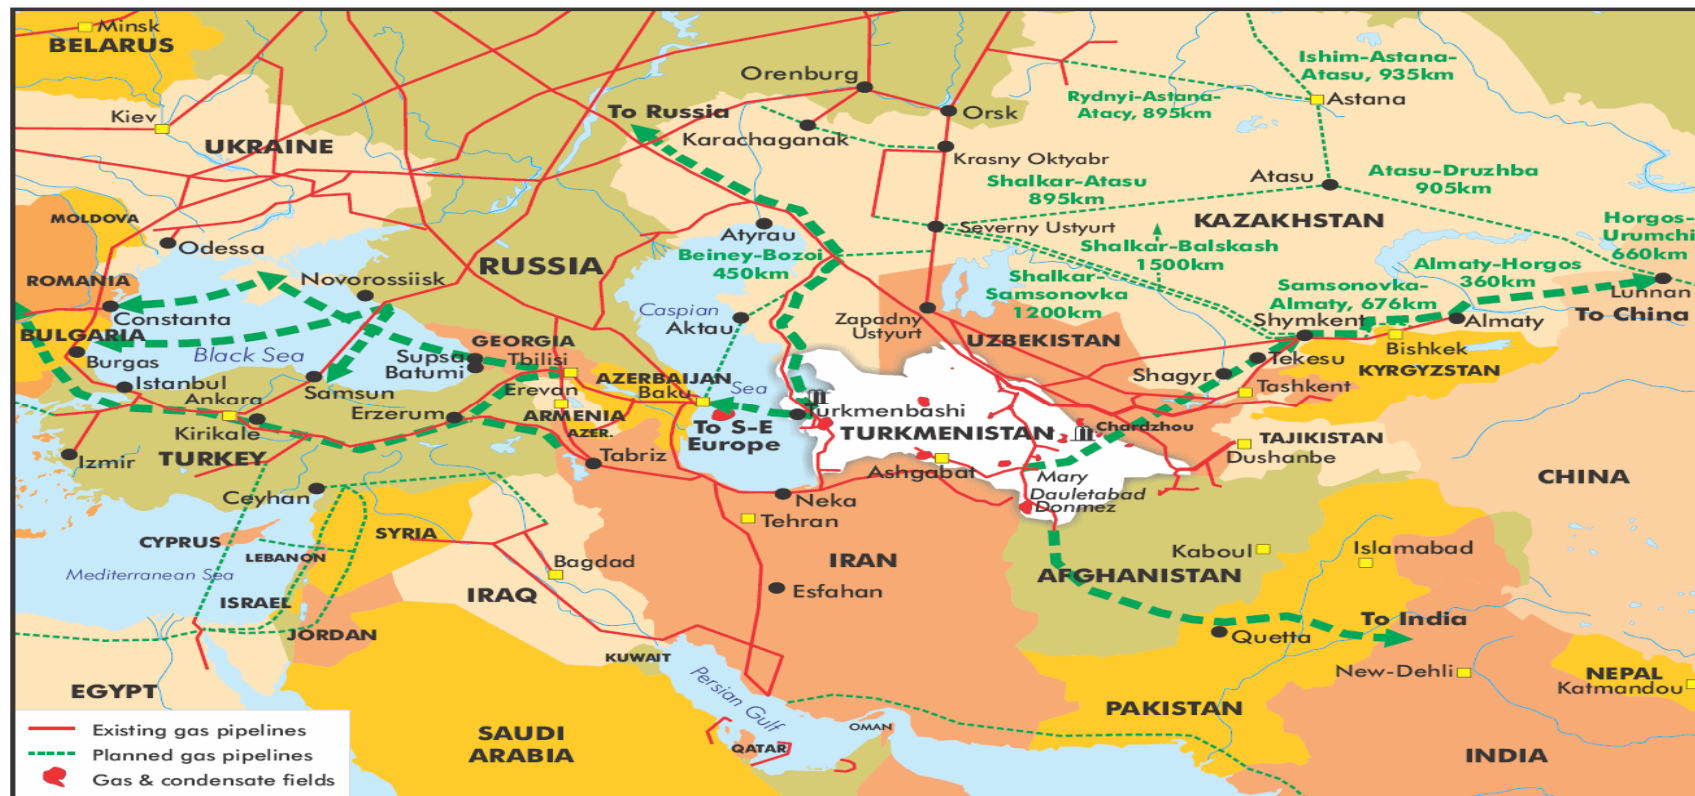 Minsk
BELARUS
Kiev
UKRAINE
MOLDOVA
Odessa
ROMANIA
Constanta
BULGARIA
Burgas
Istanbul
Ankara
Kirikale
Izmir
TURKEY
Ceyhan
Novorossiisk
Black Sea
Samsun
Supsa
Batumi
GEORGIA
Tbilisi
Erevan
ARMENIA
AZER.
Erzerum
AZERBAIJAN
Baku
Tabriz
RUSSIA
To Russia
Orenburg
Karachaganak
Orsk
Krasny Oktyabr
Atyrau
Beiney-Bozoi
450km
Caspian
Sea
Aktau
To S-E
Europe
Rydnyi-Astana-
Atacy, 895km
Ishim-Astana-
Atasu, 935km
Astana
Shalkar-Atasu
895km
Severny Ustyurt
Atasu
Atasu-Druzhba
905km
KAZAKHSTAN
Shalkar-Balskash
1500km
Shalkar-
Samsonovka
1200km
Samsonovka-
Almaty, 676km
Almaty-Horgos
360km
Horgos-
Urumchi
660km
Lunnan
To China
Almaty
Shymkent
Bishkek
KYRGYZSTAN
Tekesu
Shagyr
Tashkent
Zapadny
Ustyurt
UZBEKISTAN
Turkmenbashi
TURKMENISTAN
Chardzhou
Ashgabat
Mary
Dauletabad
Donmez
TAJIKISTAN
Dushanbe
CHINA
Neka
Tehran
IRAN
Esfahan
Kaboul
AFGHANISTAN
Islamabad
To India
Quetta
New-Dehli
NEPAL
Katmandou
PAKISTAN
INDIA
CYPRUS
LEBANON
SYRIA
Mediterranean Sea
ISRAEL
JORDAN
Bagdad
IRAQ
KUWAIT
Persian Gulf
EGYPT
SAUDI
ARABIA
QATAR
OMAN
Existing gas pipelines
Planned gas pipelines
Gas & condensate fields